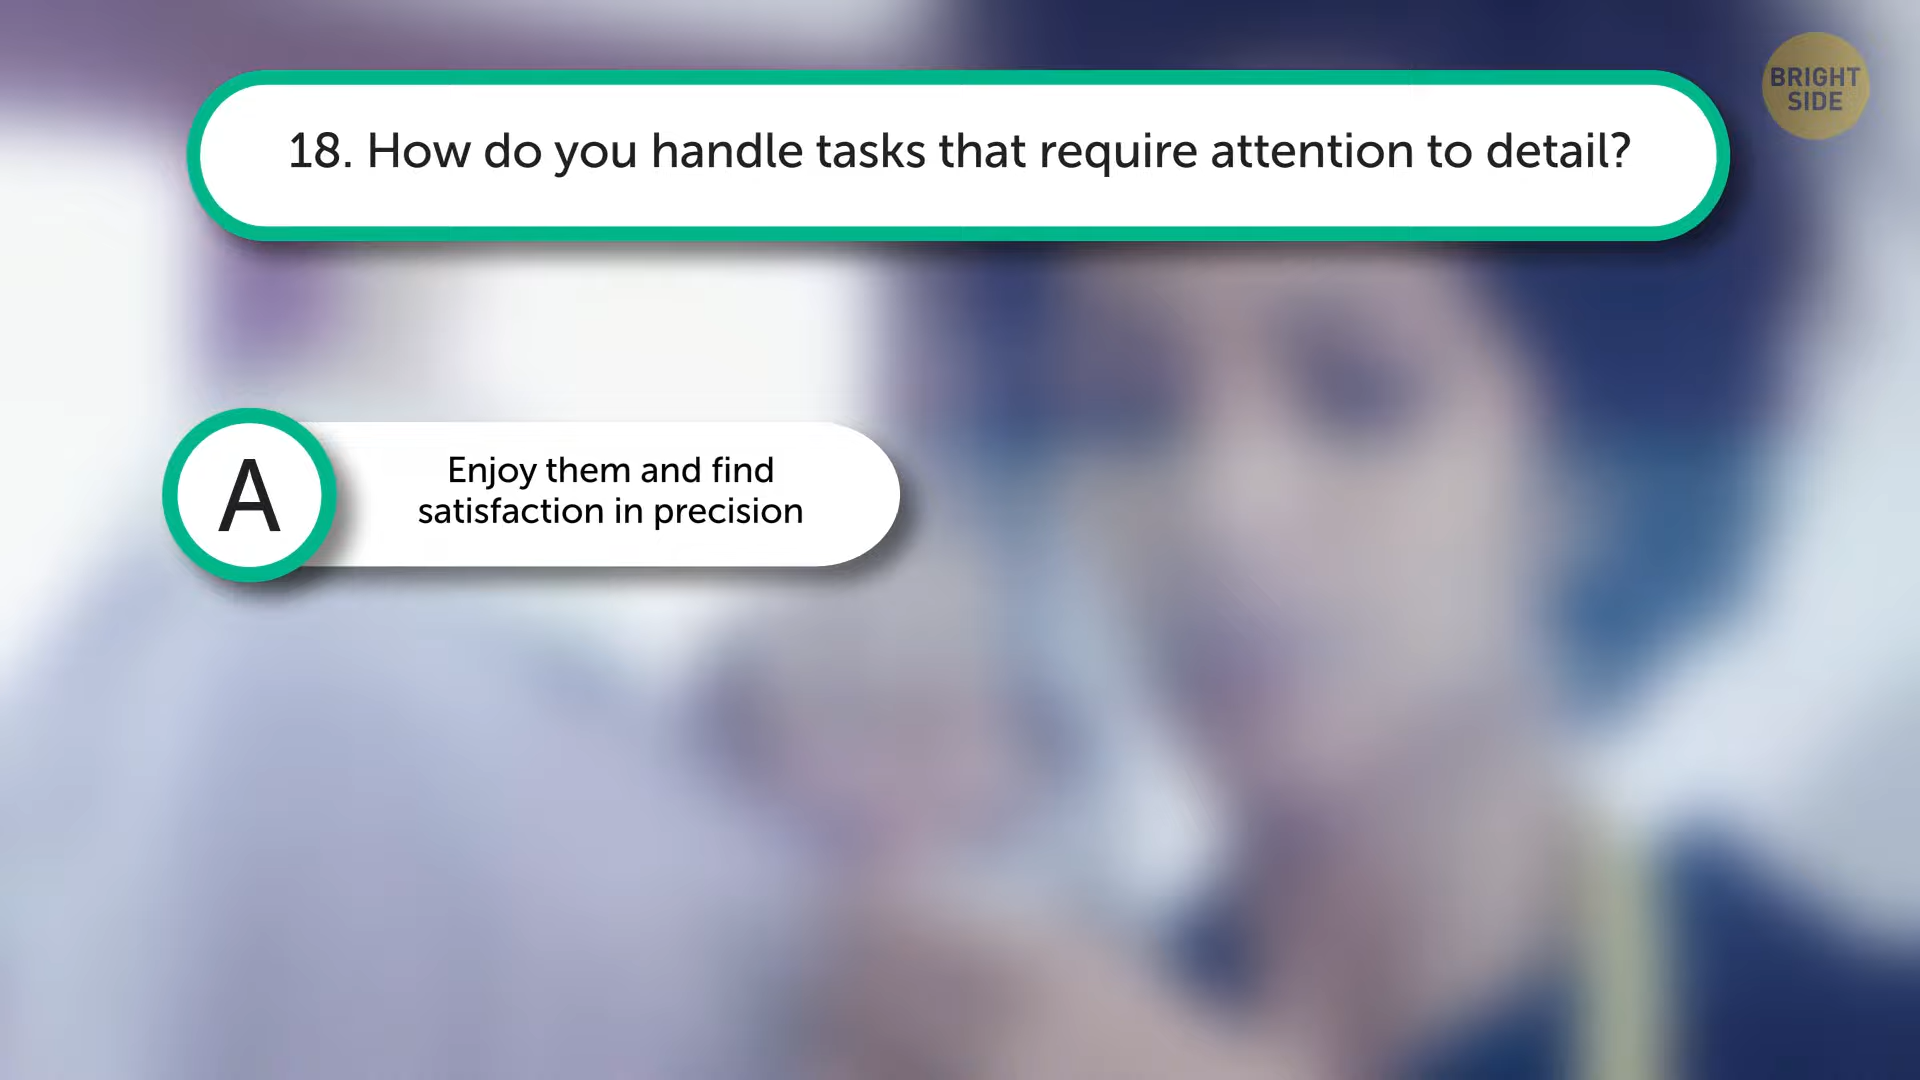 BRIGHT
SIDE
18. How do you handle tasks that require attention to detail?
A
Enjoy them and find
satisfaction in precision